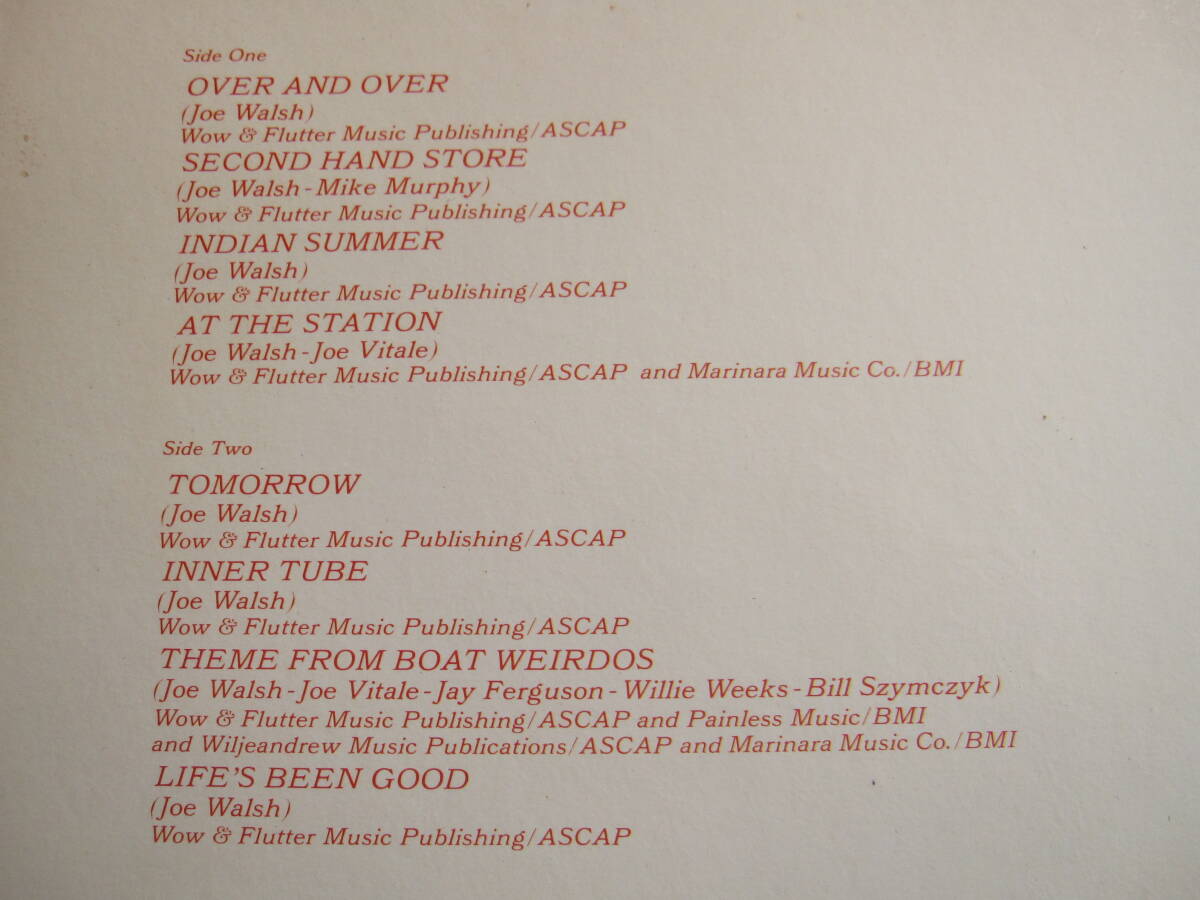 Side One
OVER AND OVER
(Joe Walsh)
Wow & Flutter Music Publishing/ASCAP
SECOND HAND STORE
(Joe Walsh-Mike Murphy)
Wow & Flutter Music Publishing/ASCAP
INDIAN SUMMER
(Joe Walsh)
Wow & Flutter Music Publishing/ASCAP
AT THE STATION
(Joe Walsh-Joe Vitale)
Wow & Flutter Music Publishing/ASCAP and Marinara Music Co./BMI
Side Two
TOMORROW
(Joe Walsh)
Wow & Flutter Music Publishing/ASCAP
INNER TUBE
(Joe Walsh)
Wow & Flutter Music Publishing/ASCAP
THEME FROM BOAT WEIRDOS
(Joe Walsh-Joe Vitale-Jay Ferguson-Willie Weeks-Bill Szymczyk)
Wow & Flutter Music Publishing/ASCAP and Painless Music/BMI
and Wiljeandrew Music Publications/ASCAP and Marinara Music Co./BMI
LIFE'S BEEN GOOD
(Joe Walsh)
Wow & Flutter Music Publishing/ASCAP